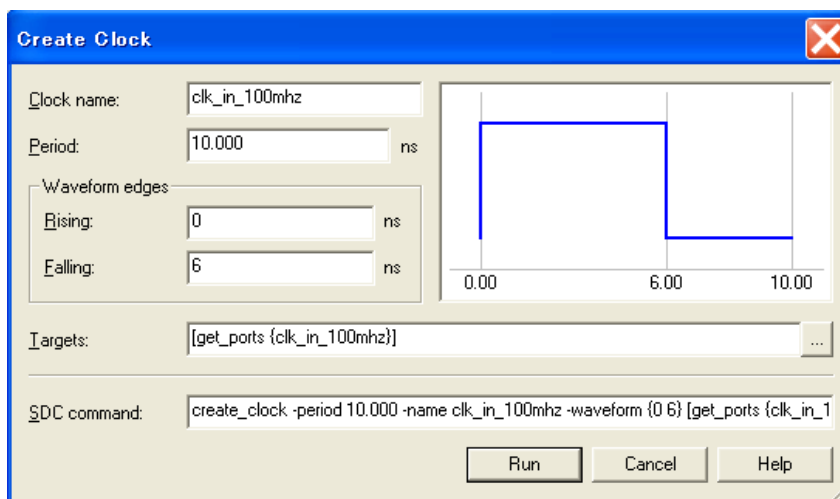 Create Clock
Clock name: clk_in_100mhz
Period: 10.000 ns
Waveform edges
Rising: 0 ns
Falling: 6 ns
0.00 6.00 10.00
Targets: [get_ports {clk_in_100mhz}] ...
SDC command: create_clock -period 10.000 -name clk_in_100mhz -waveform {0 6} [get_ports {clk_in_1
Run Cancel Help